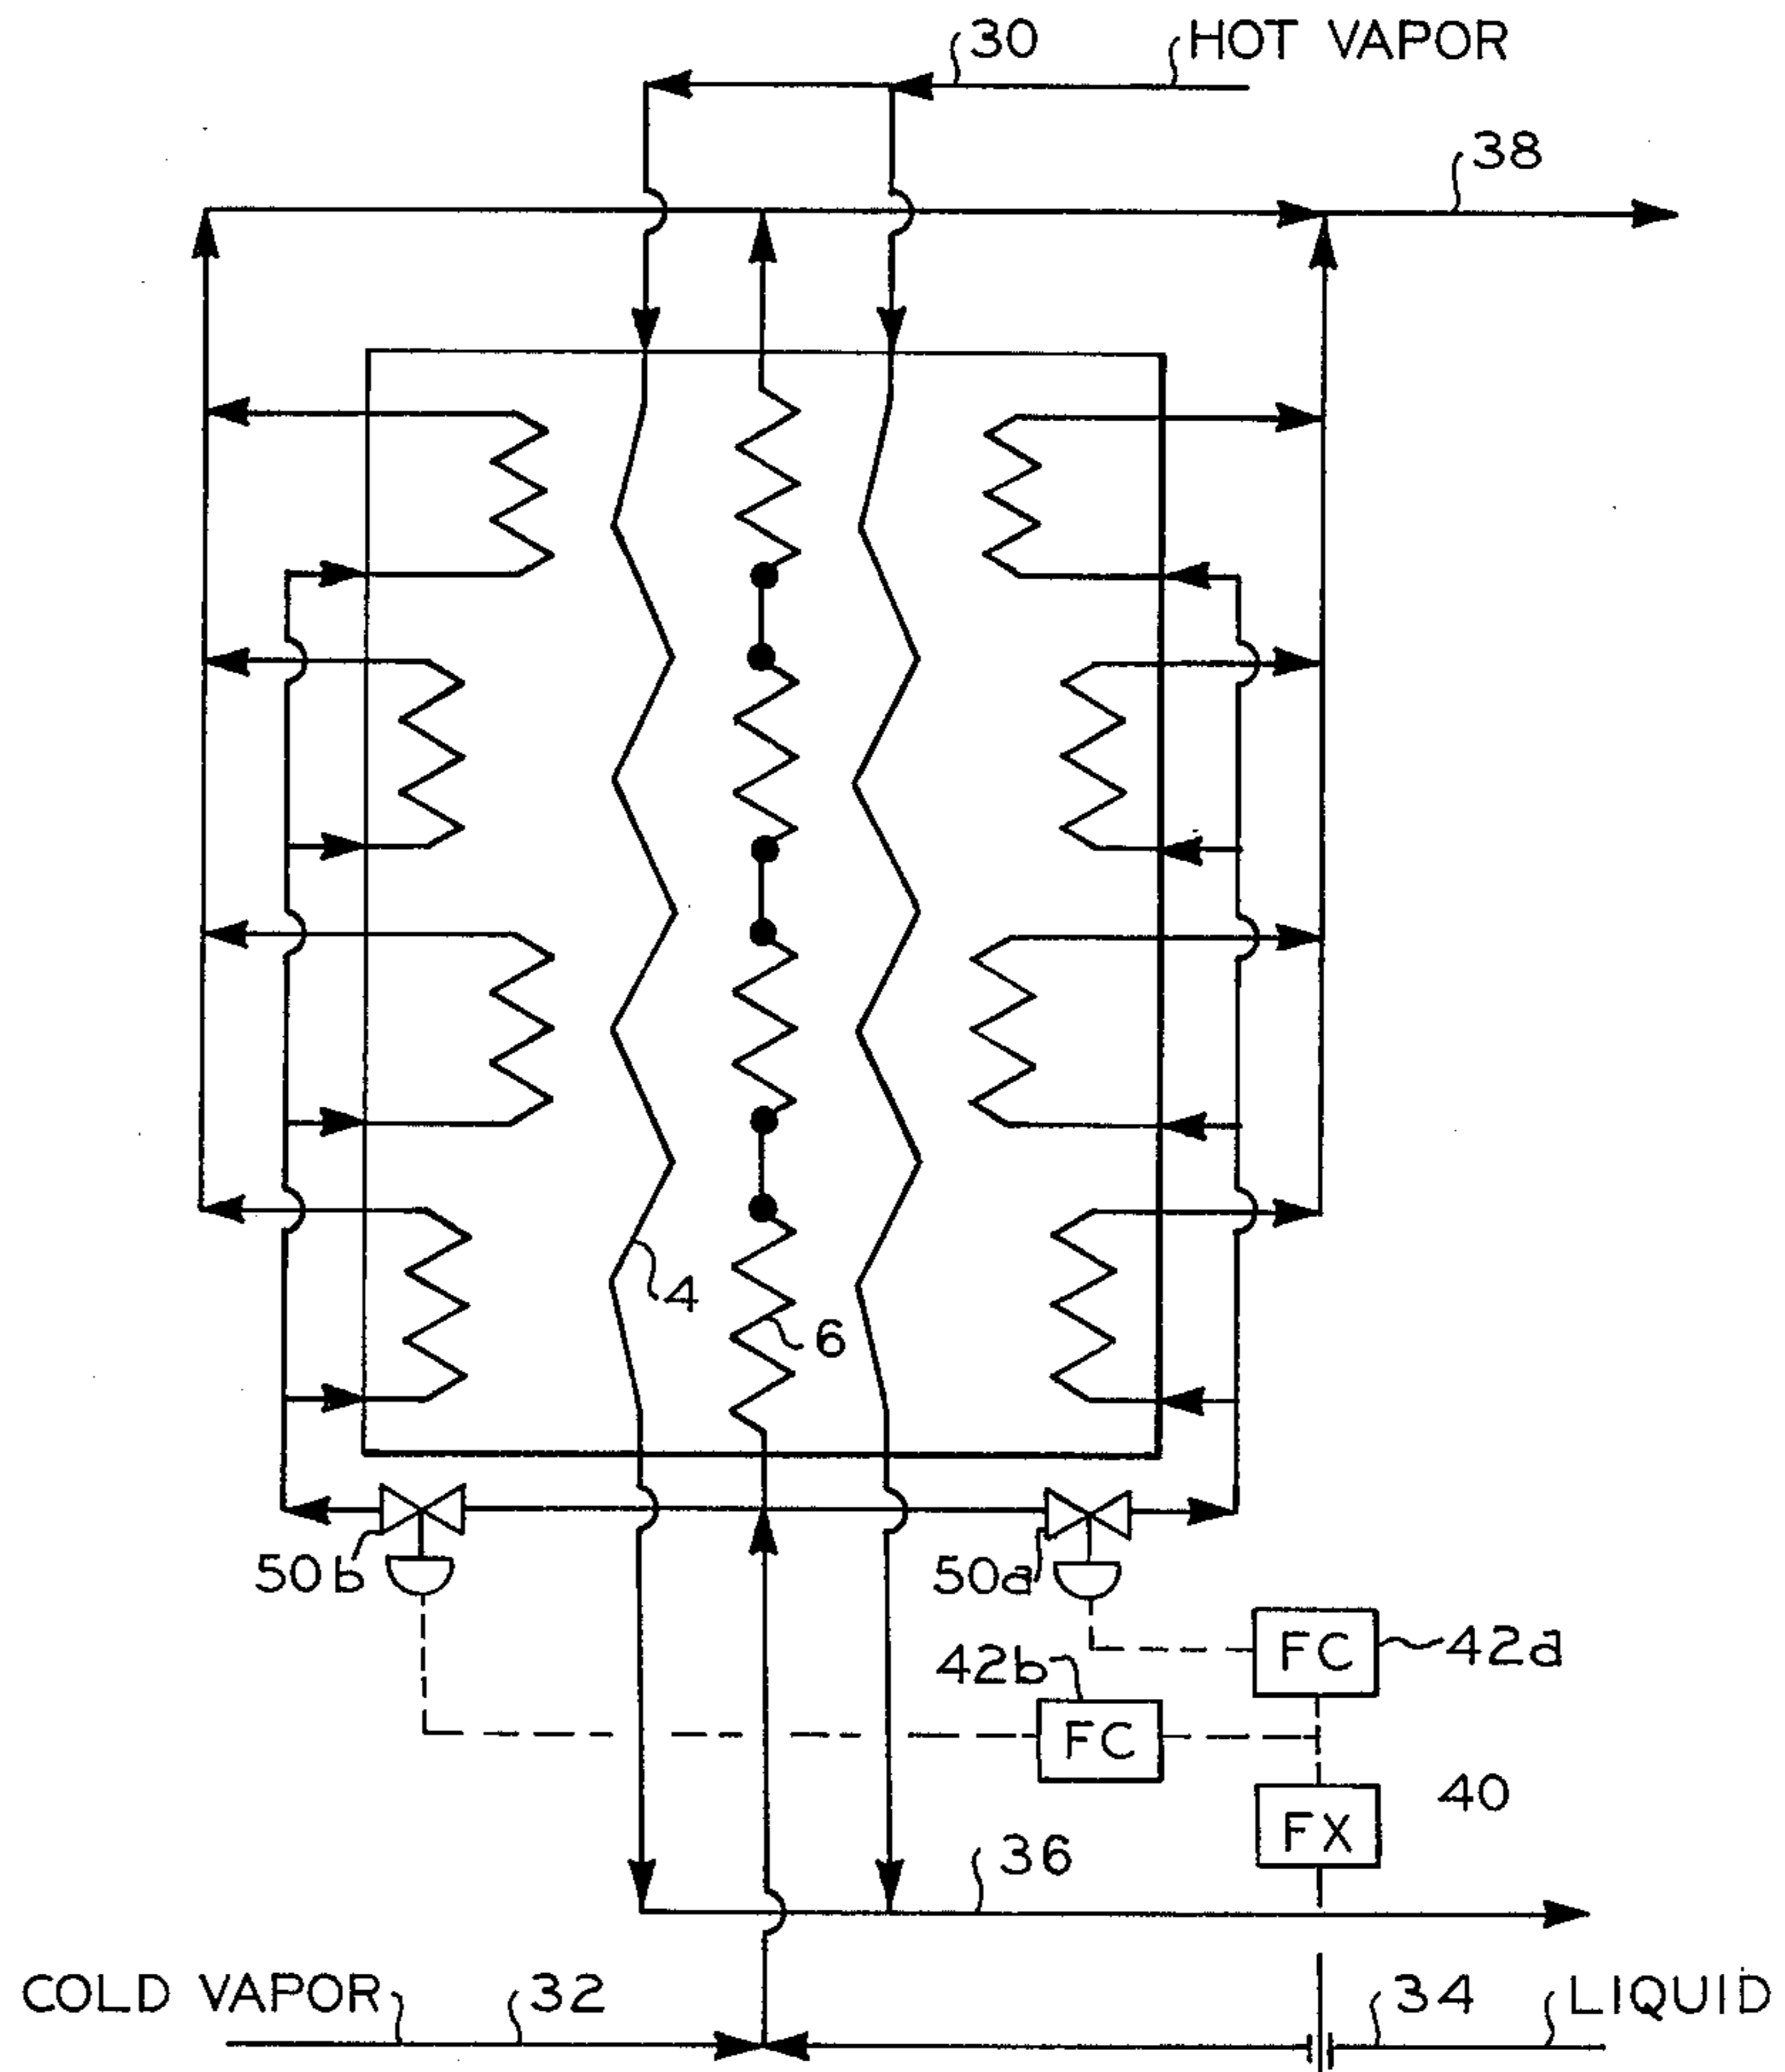 30 HOT VAPOR
38
4
6
50b 50a
FC 42a
42b
FC
40
FX
36
COLD VAPOR 32 34 LIQUID